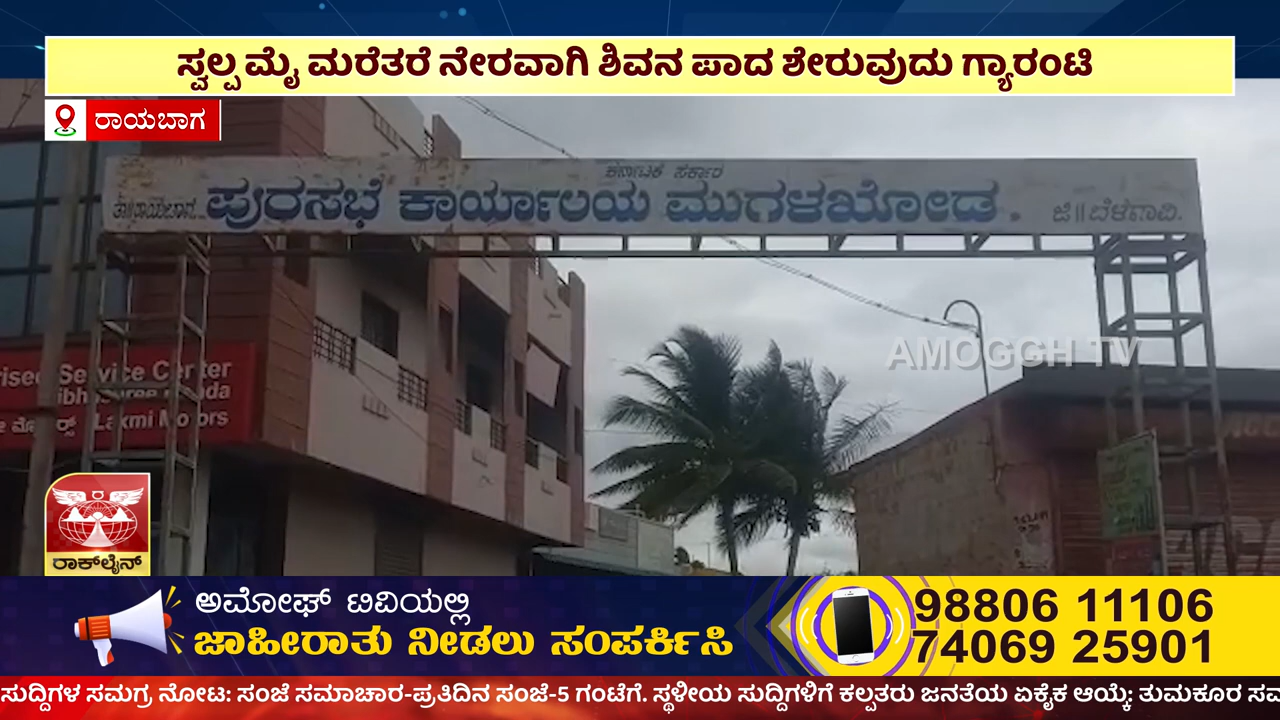 ಸ್ವಲ್ಪ ಮೈ ಮರೆತರೆ ನೇರವಾಗಿ ಶಿವನ ಪಾದ ಶೇರುವುದು ಗ್ಯಾರಂಟಿ
ರಾಯಬಾಗ
ಕರ್ನಾಟಕ ಸರ್ಕಾರ
ತಾ||ರಾಯಬಾಗ. ಪುರಸಭೆ ಕಾರ್ಯಾಲಯ ಮುಗಳಖೋಡ. ಜಿ||ಬೆಳಗಾವಿ.
AMOGGH TV
Service Center
Laxmi Motors
ರಾಕ್‌ಲೈನ್
ಅಮೋಘ್ ಟಿವಿಯಲ್ಲಿ
ಜಾಹೀರಾತು ನೀಡಲು ಸಂಪರ್ಕಿಸಿ
98806 11106
74069 25901
ಸುದ್ದಿಗಳ ಸಮಗ್ರ ನೋಟ: ಸಂಜೆ ಸಮಾಚಾರ-ಪ್ರತಿದಿನ ಸಂಜೆ-5 ಗಂಟೆಗೆ. ಸ್ಥಳೀಯ ಸುದ್ದಿಗಳಿಗೆ ಕಲ್ಪತರು ಜನತೆಯ ಏಕೈಕ ಆಯ್ಕೆ: ತುಮಕೂರ